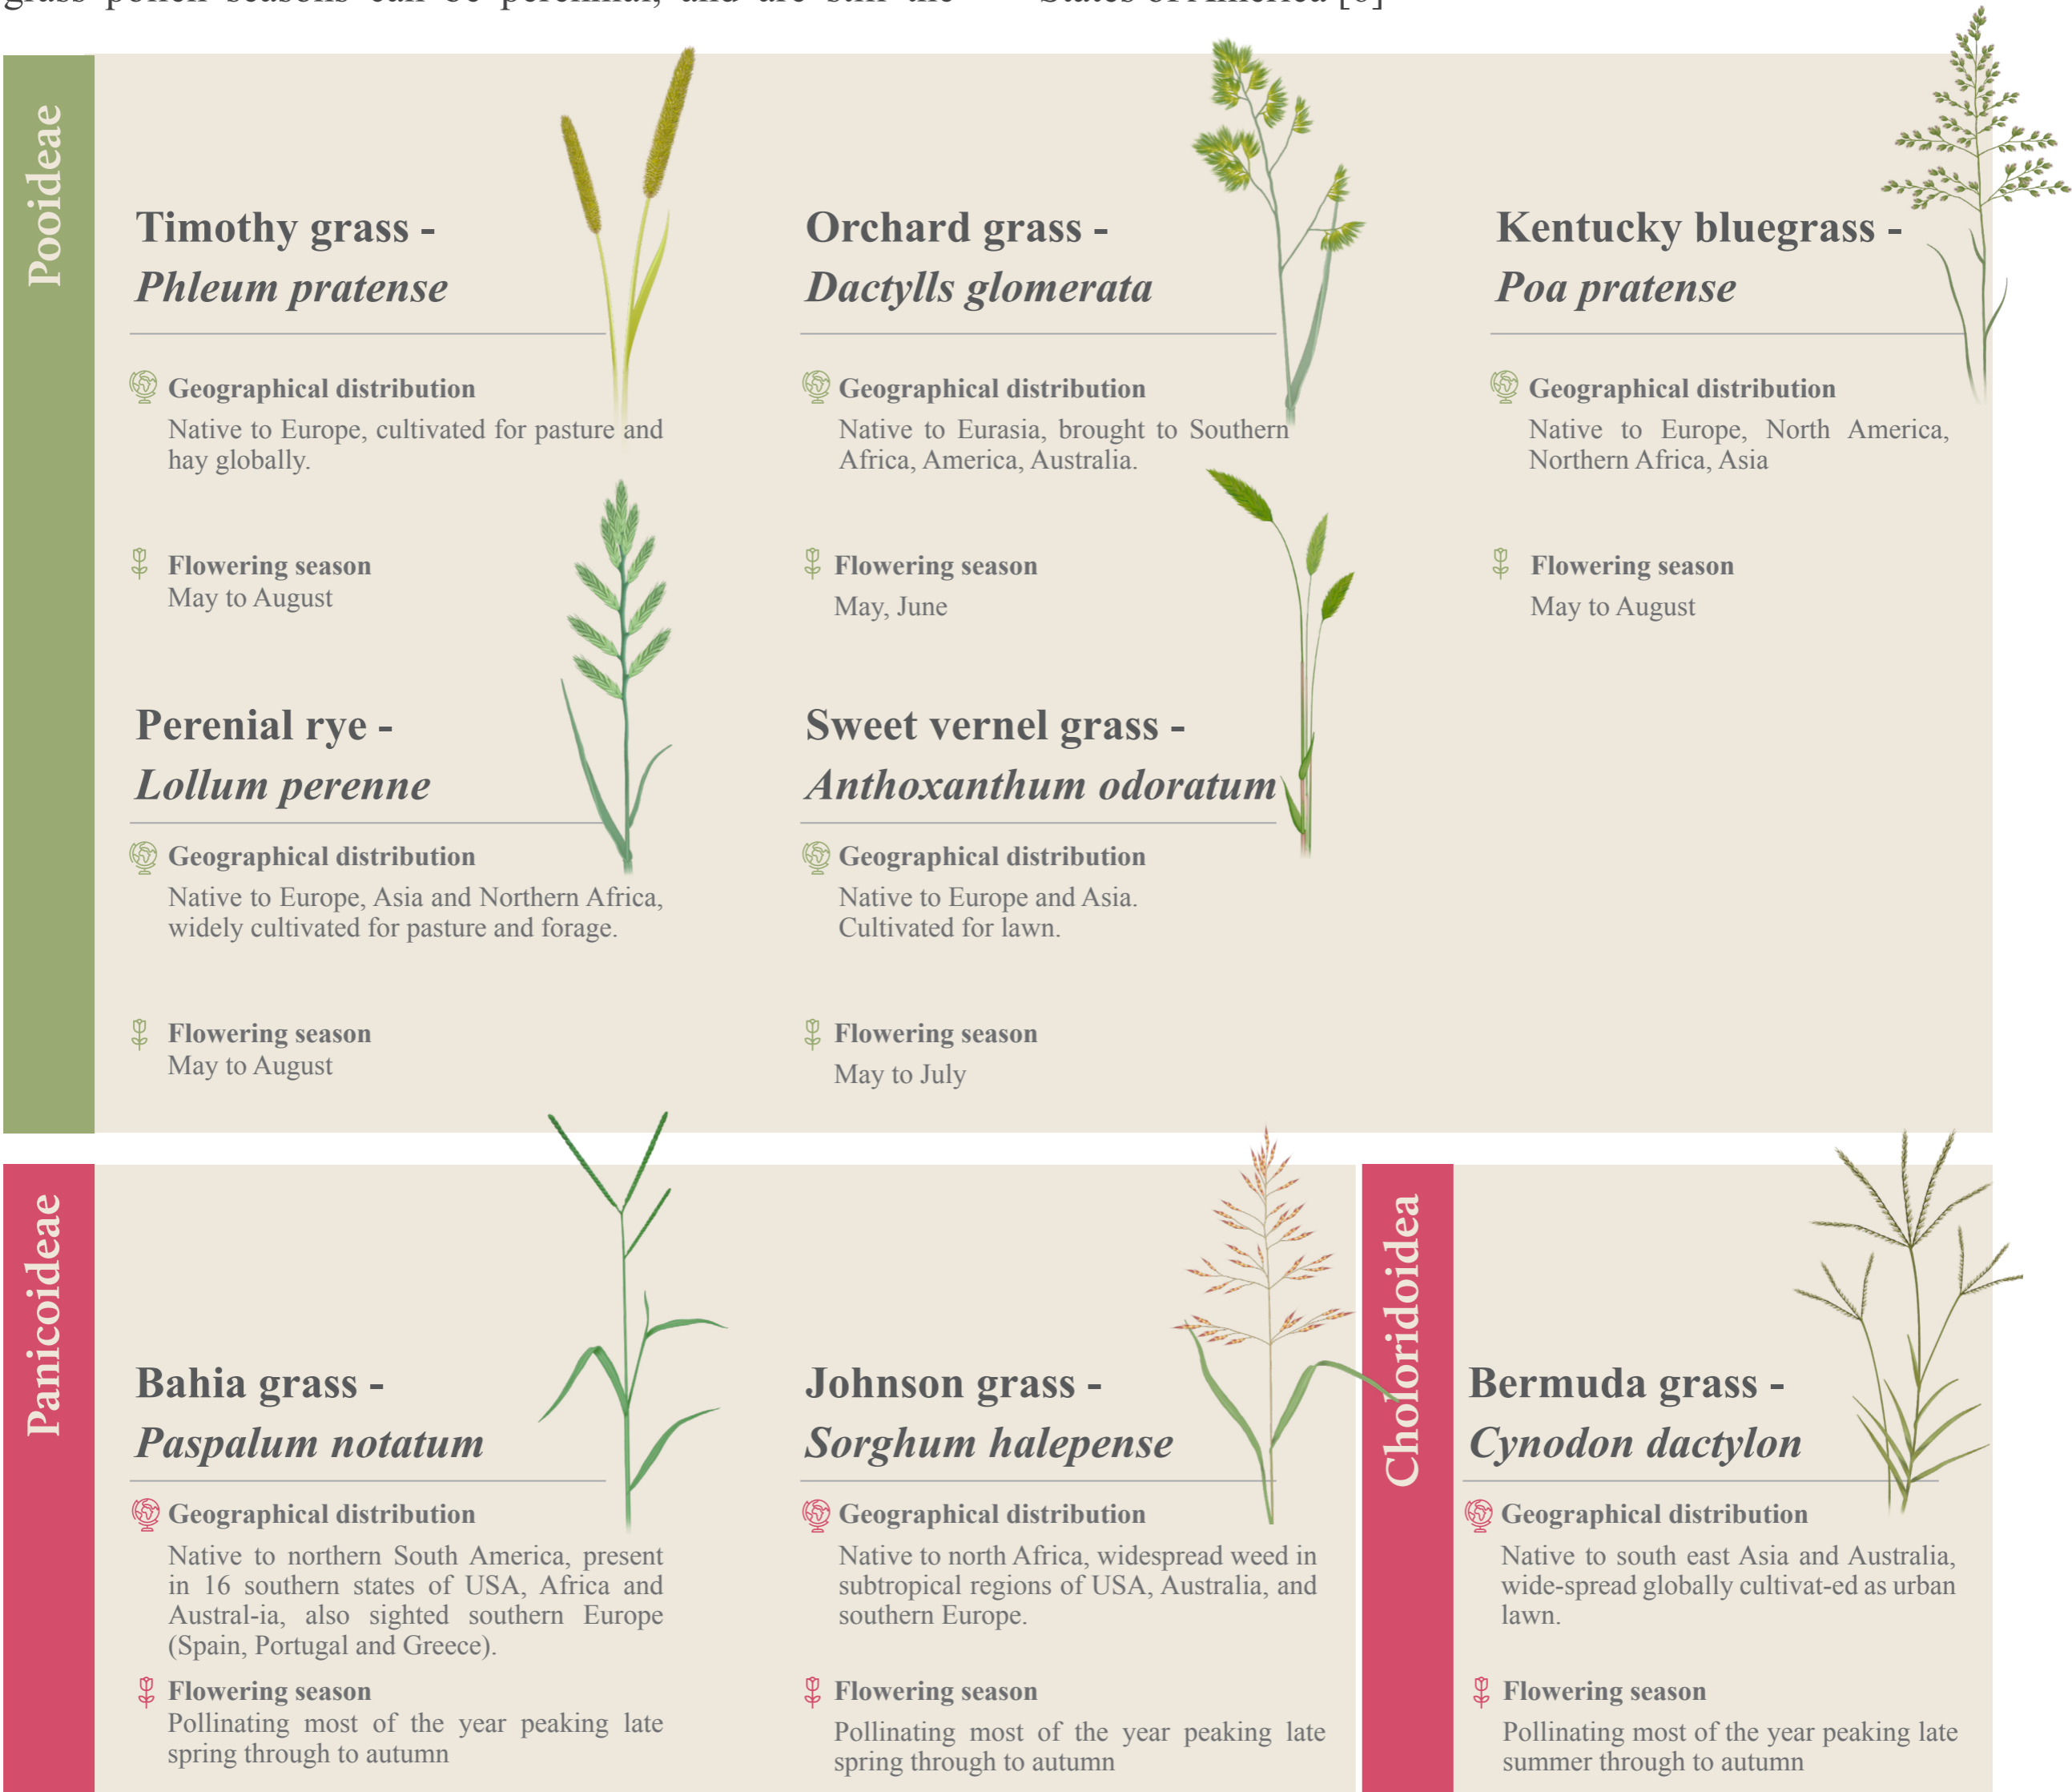 Pooideae
Timothy grass -
Phleum pratense
Geographical distribution
Native to Europe, cultivated for pasture and
hay globally.
Flowering season
May to August
Orchard grass -
Dactylls glomerata
Geographical distribution
Native to Eurasia, brought to Southern
Africa, America, Australia.
Flowering season
May, June
Kentucky bluegrass -
Poa pratense
Geographical distribution
Native to Europe, North America,
Northern Africa, Asia
Flowering season
May to August
Perenial rye -
Lollum perenne
Geographical distribution
Native to Europe, Asia and Northern Africa,
widely cultivated for pasture and forage.
Flowering season
May to August
Sweet vernel grass -
Anthoxanthum odoratum
Geographical distribution
Native to Europe and Asia.
Cultivated for lawn.
Flowering season
May to July
Panicoideae
Bahia grass -
Paspalum notatum
Geographical distribution
Native to northern South America, present
in 16 southern states of USA, Africa and
Austral-ia, also sighted southern Europe
(Spain, Portugal and Greece).
Flowering season
Pollinating most of the year peaking late
spring through to autumn
Johnson grass -
Sorghum halepense
Geographical distribution
Native to north Africa, widespread weed in
subtropical regions of USA, Australia, and
southern Europe.
Flowering season
Pollinating most of the year peaking late
spring through to autumn
Choloridoidea
Bermuda grass -
Cynodon dactylon
Geographical distribution
Native to south east Asia and Australia,
wide-spread globally cultivat-ed as urban
lawn.
Flowering season
Pollinating most of the year peaking late
summer through to autumn